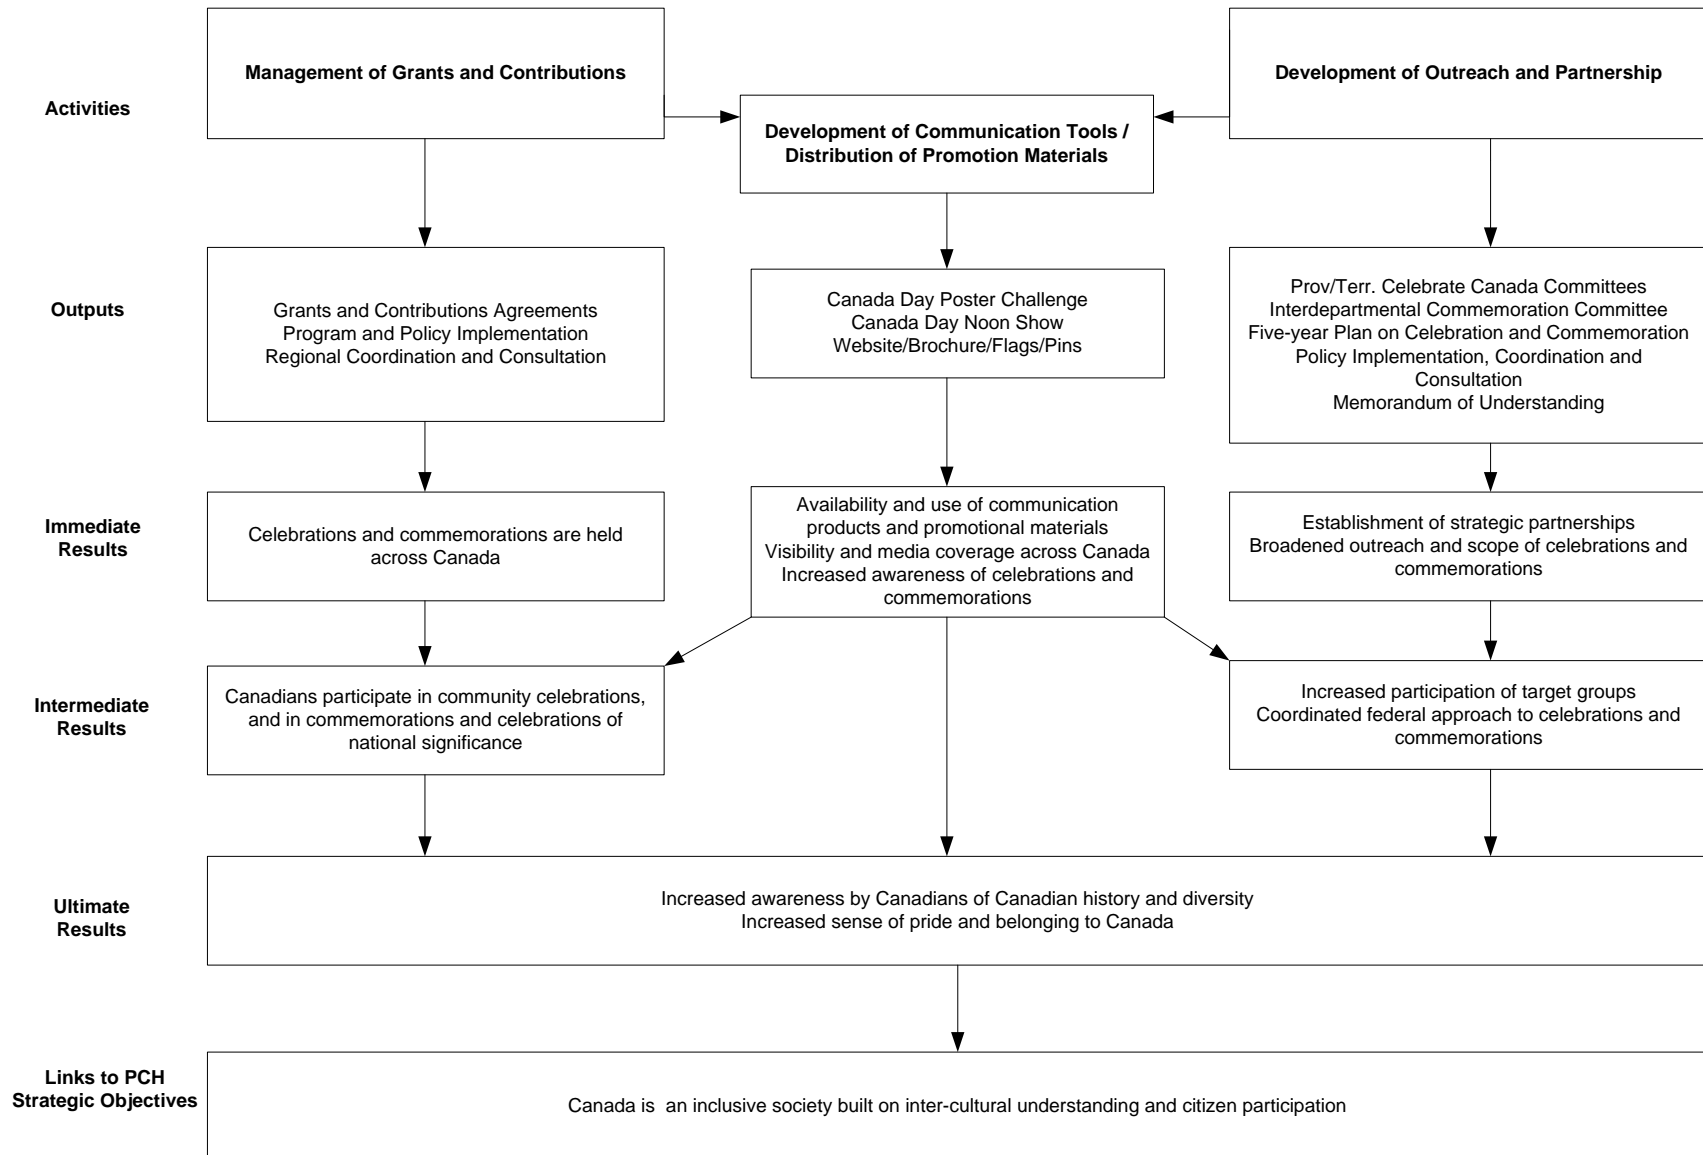 Activities
Management of Grants and Contributions
Development of Communication Tools /
Distribution of Promotion Materials
Development of Outreach and Partnership
Outputs
Grants and Contributions Agreements
Program and Policy Implementation
Regional Coordination and Consultation
Canada Day Poster Challenge
Canada Day Noon Show
Website/Brochure/Flags/Pins
Prov/Terr. Celebrate Canada Committees
Interdepartmental Commemoration Committee
Five-year Plan on Celebration and Commemoration
Policy Implementation, Coordination and
Consultation
Memorandum of Understanding
Immediate
Results
Celebrations and commemorations are held
across Canada
Availability and use of communication
products and promotional materials
Visibility and media coverage across Canada
Increased awareness of celebrations and
commemorations
Establishment of strategic partnerships
Broadened outreach and scope of celebrations and
commemorations
Intermediate
Results
Canadians participate in community celebrations,
and in commemorations and celebrations of
national significance
Increased participation of target groups
Coordinated federal approach to celebrations and
commemorations
Ultimate
Results
Increased awareness by Canadians of Canadian history and diversity
Increased sense of pride and belonging to Canada
Links to PCH
Strategic Objectives
Canada is  an inclusive society built on inter-cultural understanding and citizen participation